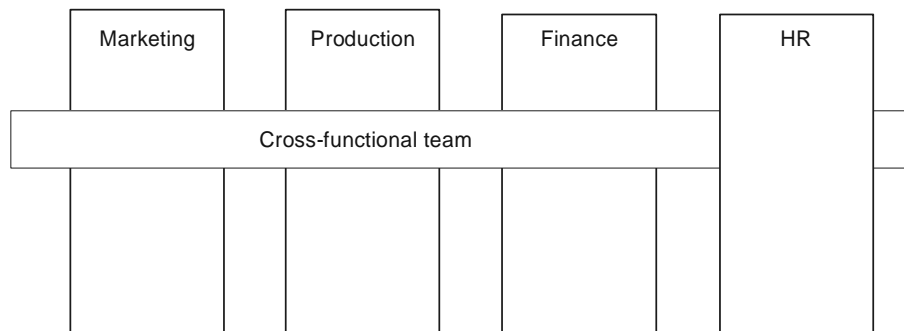 Marketing
Production
Finance
HR
Cross-functional team